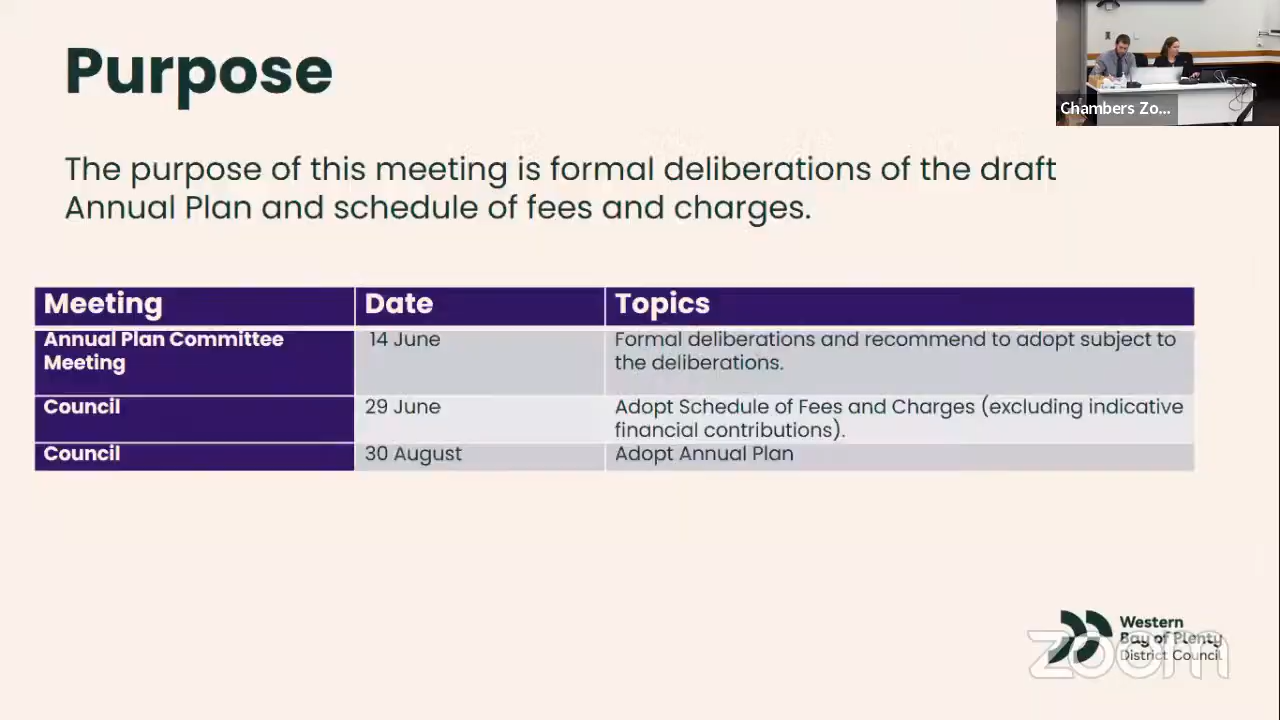 Purpose
Chambers Zo...
The purpose of this meeting is formal deliberations of the draft
Annual Plan and schedule of fees and charges.
Meeting Date Topics
Annual Plan Committee
Meeting
14 June
Formal deliberations and recommend to adopt subject to
the deliberations.
Council
29 June
Adopt Schedule of Fees and Charges (excluding indicative
financial contributions).
Council
30 August
Adopt Annual Plan
Western
Bay of Plenty
District Council
zoom